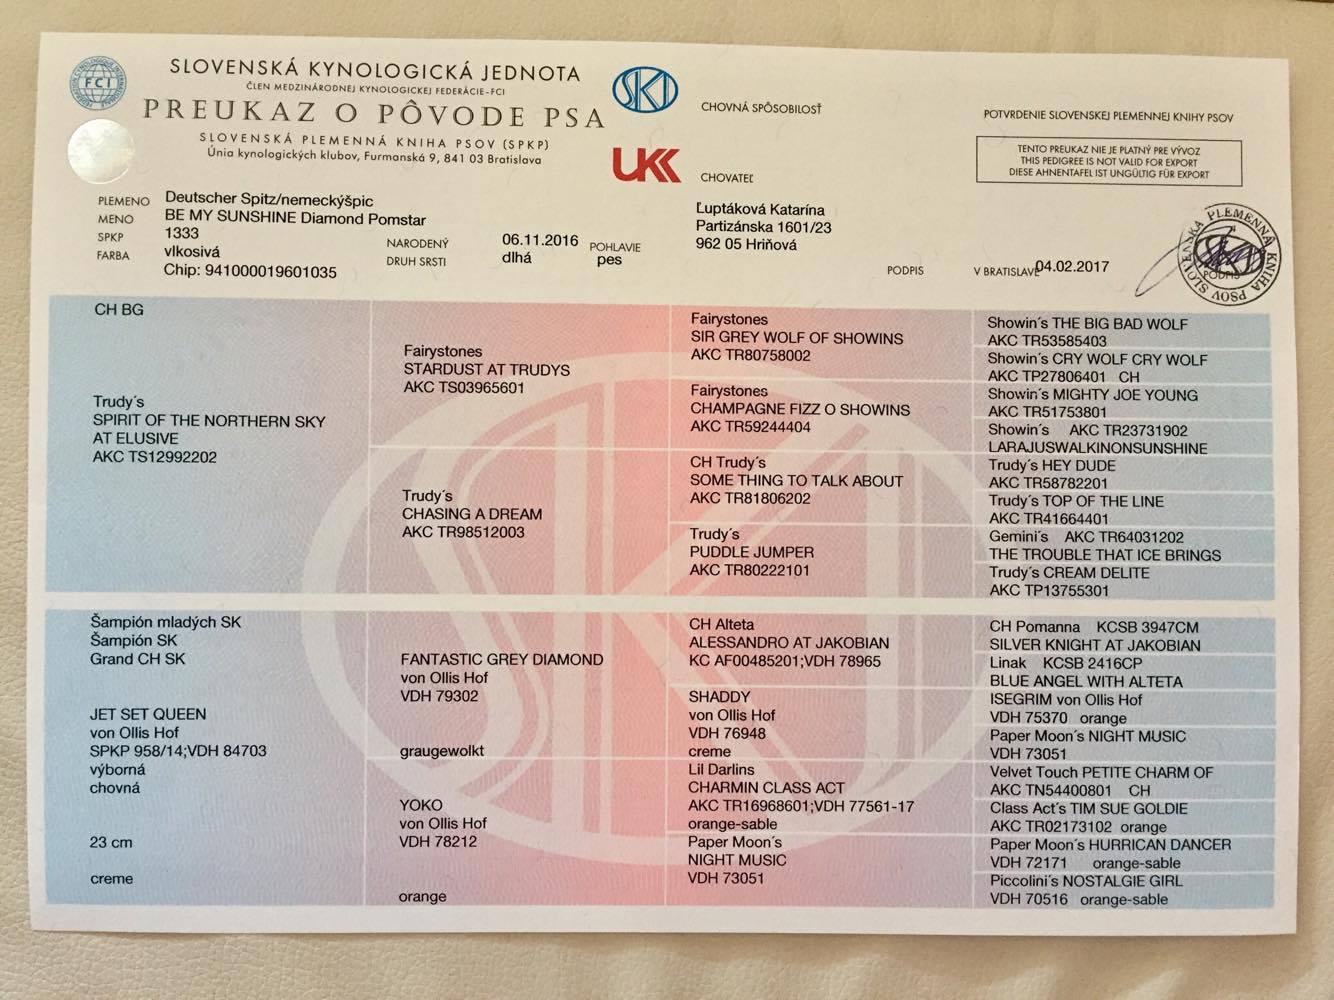 FCI
SLOVENSKÁ KYNOLOGICKÁ JEDNOTA
ČLEN MEDZINÁRODNEJ KYNOLOGICKEJ FEDERÁCIE-FCI
PREUKAZ O PÔVODE PSA
SLOVENSKÁ PLEMENNÁ KNIHA PSOV (SPKP)
Únia kynologických klubov, Furmanská 9, 841 03 Bratislava
SKJ
UKK
CHOVNÁ SPÔSOBILOSŤ
CHOVATEĽ
POTVRDENIE SLOVENSKEJ PLEMENNEJ KNIHY PSOV
TENTO PREUKAZ NIE JE PLATNÝ PRE VÝVOZ
THIS PEDIGREE IS NOT VALID FOR EXPORT
DIESE AHNENTAFEL IST UNGÜLTIG FÜR EXPORT
PLEMENO Deutscher Spitz/nemeckýšpic
MENO BE MY SUNSHINE Diamond Pomstar
SPKP 1333
FARBA vlkosivá
Chip: 941000019601035
NARODENÝ 06.11.2016 POHLAVIE
DRUH SRSTI dlhá pes
Ľuptáková Katarína
Partizánska 1601/23
962 05 Hriňová
PODPIS
V BRATISLAVE 04.02.2017
PODPIS
SLOVENSKÁ PLEMENNÁ KNIHA PSOV
CH BG
Trudy´s
SPIRIT OF THE NORTHERN SKY
AT ELUSIVE
AKC TS12992202
Fairystones
STARDUST AT TRUDYS
AKC TS03965601
Trudy´s
CHASING A DREAM
AKC TR98512003
Fairystones
SIR GREY WOLF OF SHOWINS
AKC TR80758002
Fairystones
CHAMPAGNE FIZZ O SHOWINS
AKC TR59244404
CH Trudy´s
SOME THING TO TALK ABOUT
AKC TR81806202
Trudy´s
PUDDLE JUMPER
AKC TR80222101
Showin´s THE BIG BAD WOLF
AKC TR53585403
Showin´s CRY WOLF CRY WOLF
AKC TP27806401 CH
Showin´s MIGHTY JOE YOUNG
AKC TR51753801
Showin´s AKC TR23731902
LARAJUSWALKINONSUNSHINE
Trudy´s HEY DUDE
AKC TR58782201
Trudy´s TOP OF THE LINE
AKC TR41664401
Gemini´s AKC TR64031202
THE TROUBLE THAT ICE BRINGS
Trudy´s CREAM DELITE
AKC TP13755301
Šampión mladých SK
Šampión SK
Grand CH SK
JET SET QUEEN
von Ollis Hof
SPKP 958/14;VDH 84703
výborná
chovná
23 cm
creme
FANTASTIC GREY DIAMOND
von Ollis Hof
VDH 79302
graugewolkt
YOKO
von Ollis Hof
VDH 78212
orange
CH Alteta
ALESSANDRO AT JAKOBIAN
KC AF00485201;VDH 78965
SHADDY
von Ollis Hof
VDH 76948
creme
Lil Darlins
CHARMIN CLASS ACT
AKC TR16968601;VDH 77561-17
orange-sable
Paper Moon´s
NIGHT MUSIC
VDH 73051
CH Pomanna KCSB 3947CM
SILVER KNIGHT AT JAKOBIAN
Linak KCSB 2416CP
BLUE ANGEL WITH ALTETA
ISEGRIM von Ollis Hof
VDH 75370 orange
Paper Moon´s NIGHT MUSIC
VDH 73051
Velvet Touch PETITE CHARM OF
AKC TN54400801 CH
Class Act´s TIM SUE GOLDIE
AKC TR02173102 orange
Paper Moon´s HURRICAN DANCER
VDH 72171 orange-sable
Piccolini´s NOSTALGIE GIRL
VDH 70516 orange-sable